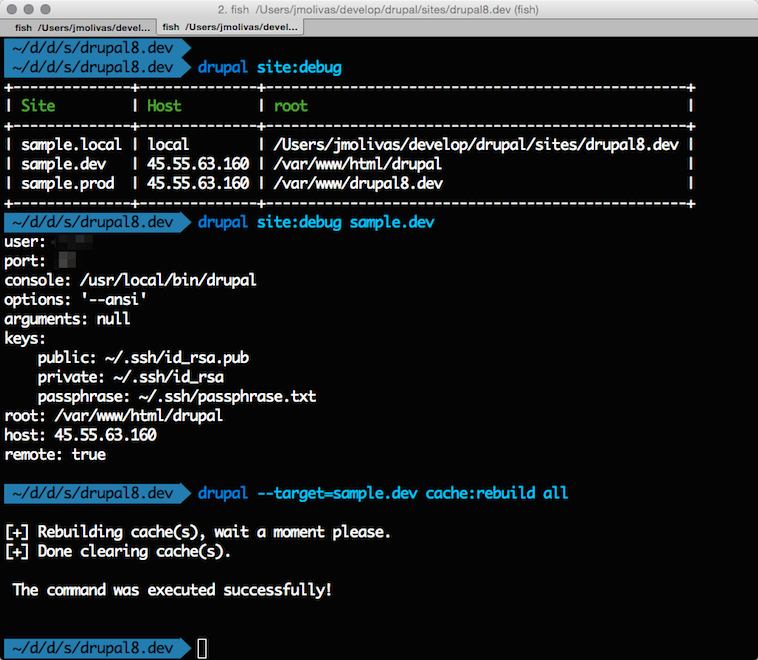 2. fish  /Users/jmolivas/develop/drupal/sites/drupal8.dev (fish)
fish  /Users/jmolivas/devel...  fish  /Users/jmolivas/devel...
~/d/d/s/drupal8.dev
~/d/d/s/drupal8.dev  drupal site:debug
+--------------+--------------+--------------------------------------------------+
| Site         | Host         | root                                             |
+--------------+--------------+--------------------------------------------------+
| sample.local | local        | /Users/jmolivas/develop/drupal/sites/drupal8.dev |
| sample.dev   | 45.55.63.160 | /var/www/html/drupal                             |
| sample.prod  | 45.55.63.160 | /var/www/drupal8.dev                             |
+--------------+--------------+--------------------------------------------------+
~/d/d/s/drupal8.dev  drupal site:debug sample.dev
user:
port:
console: /usr/local/bin/drupal
options: '--ansi'
arguments: null
keys:
    public: ~/.ssh/id_rsa.pub
    private: ~/.ssh/id_rsa
    passphrase: ~/.ssh/passphrase.txt
root: /var/www/html/drupal
host: 45.55.63.160
remote: true
~/d/d/s/drupal8.dev  drupal --target=sample.dev cache:rebuild all
[+] Rebuilding cache(s), wait a moment please.
[+] Done clearing cache(s).
The command was executed successfully!
~/d/d/s/drupal8.dev